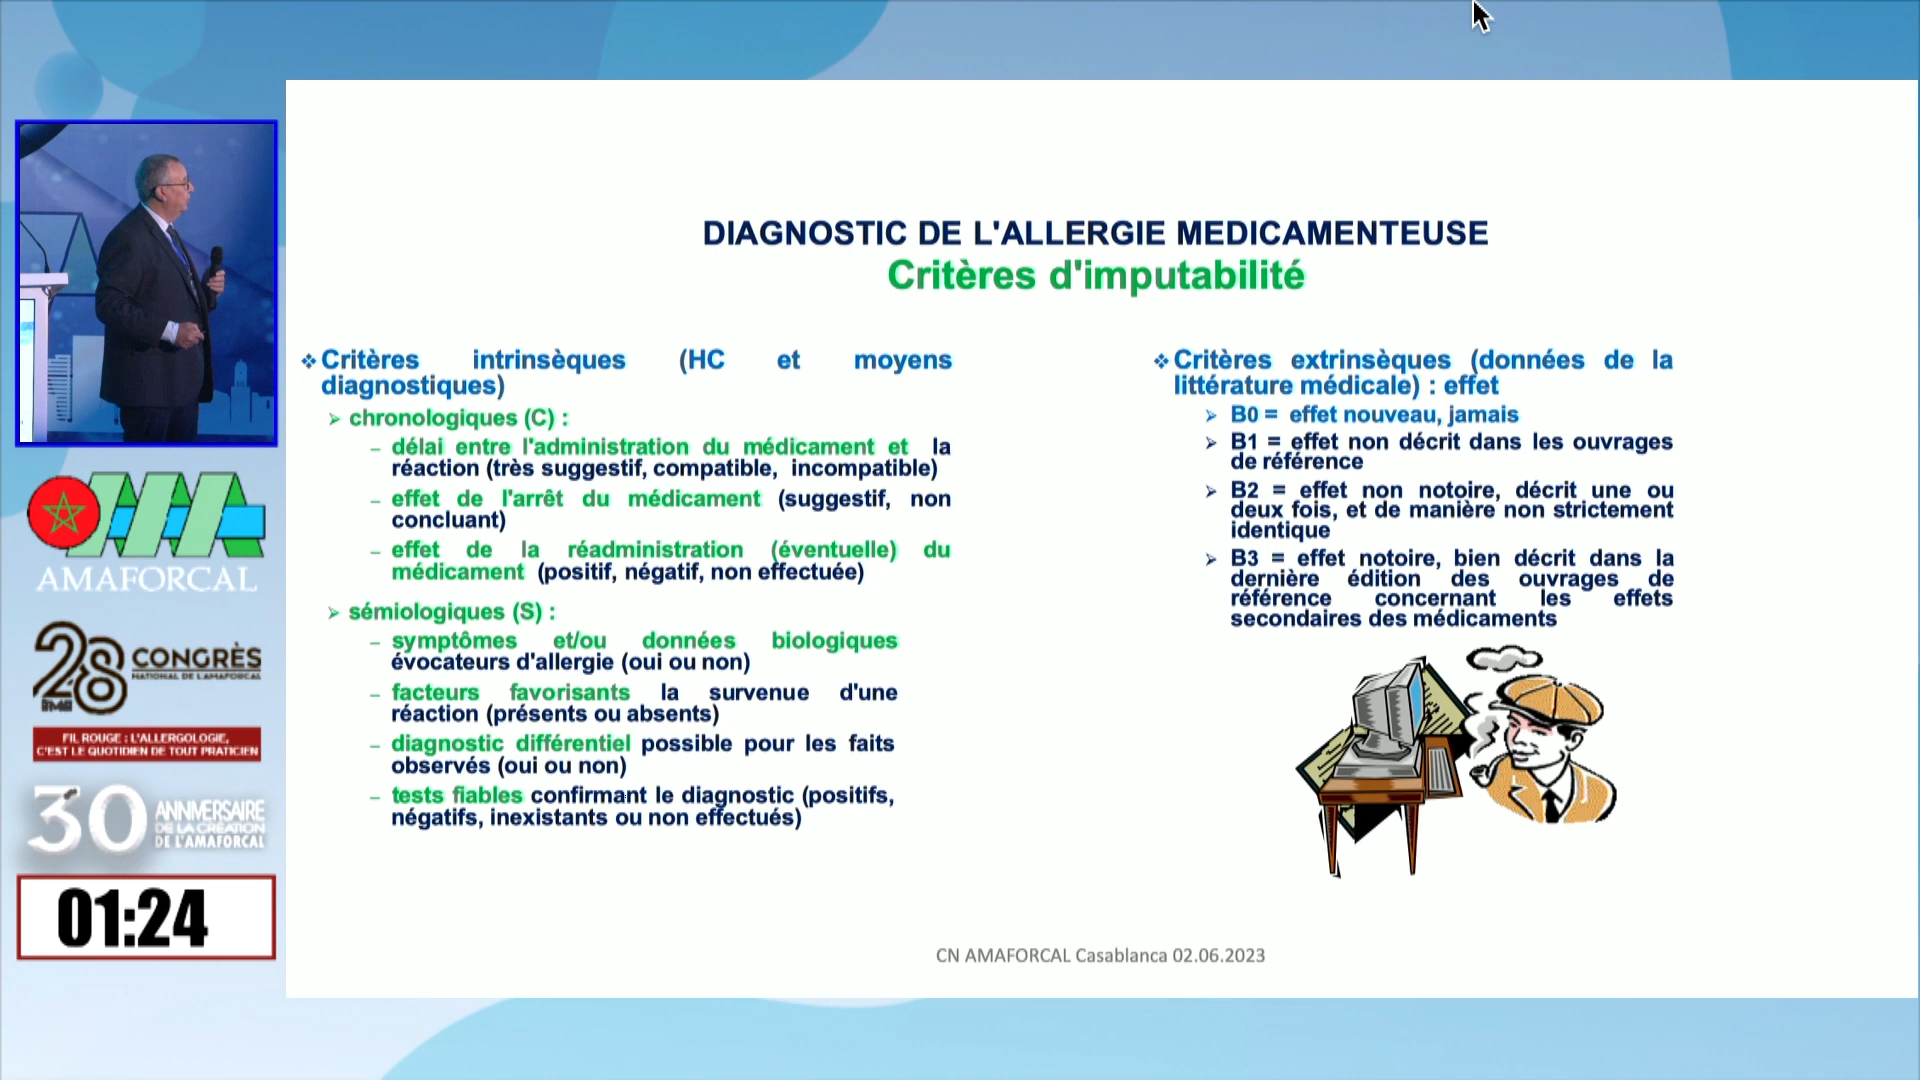 DIAGNOSTIC DE L'ALLERGIE MEDICAMENTEUSE
Critères d'imputabilité
❖Critères intrinsèques (HC et moyens
diagnostiques)
➢ chronologiques (C) :
– délai entre l'administration du médicament et la
réaction (très suggestif, compatible, incompatible)
– effet de l'arrêt du médicament (suggestif, non
concluant)
– effet de la réadministration (éventuelle) du
médicament (positif, négatif, non effectuée)
➢ sémiologiques (S) :
– symptômes et/ou données biologiques
évocateurs d'allergie (oui ou non)
– facteurs favorisants la survenue d'une
réaction (présents ou absents)
– diagnostic différentiel possible pour les faits
observés (oui ou non)
– tests fiables confirmant le diagnostic (positifs,
négatifs, inexistants ou non effectués)
❖Critères extrinsèques (données de la
littérature médicale) : effet
➢ B0 = effet nouveau, jamais
➢ B1 = effet non décrit dans les ouvrages
de référence
➢ B2 = effet non notoire, décrit une ou
deux fois, et de manière non strictement
identique
➢ B3 = effet notoire, bien décrit dans la
dernière édition des ouvrages de
référence concernant les effets
secondaires des médicaments
CN AMAFORCAL Casablanca 02.06.2023
AMAFORCAL
28 CONGRÈS
NATIONAL DE L'AMAFORCAL
FIL ROUGE : L'ALLERGOLOGIE,
C'EST LE QUOTIDIEN DE TOUT PRATICIEN
30 ANNIVERSAIRE
DE LA CRÉATION
DE L'AMAFORCAL
01:24